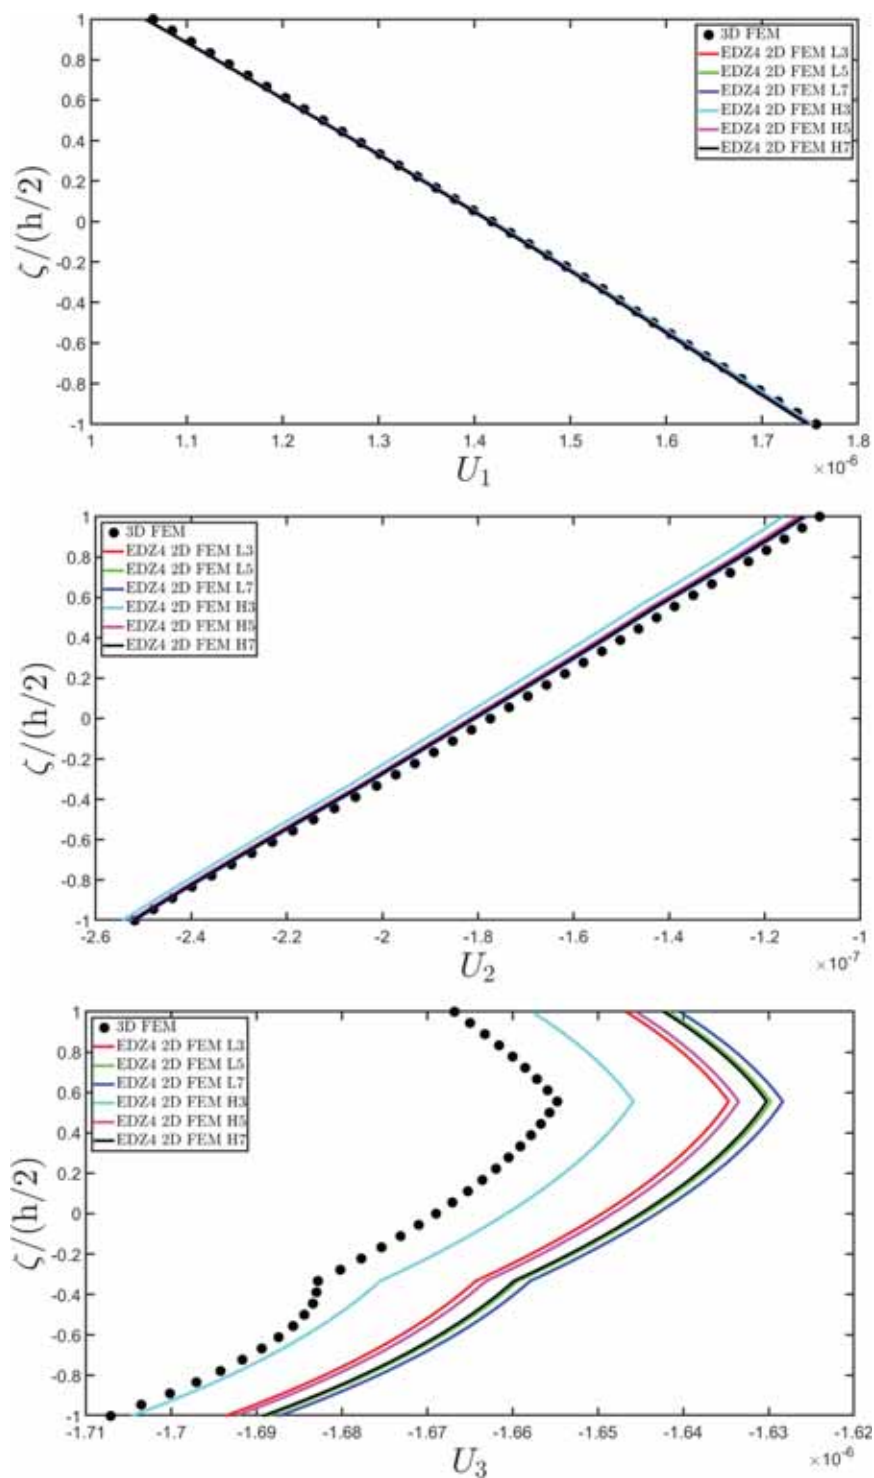 1
0.8
0.6
0.4
0.2
0
-0.2
-0.4
-0.6
-0.8
-1
ζ/(h/2)
3D FEM
EDZ4 2D FEM L3
EDZ4 2D FEM L5
EDZ4 2D FEM L7
EDZ4 2D FEM H3
EDZ4 2D FEM H5
EDZ4 2D FEM H7
1 1.1 1.2 1.3 1.4 1.5 1.6 1.7 1.8
U₁ ×10⁻⁶
1
0.8
0.6
0.4
0.2
0
-0.2
-0.4
-0.6
-0.8
-1
ζ/(h/2)
3D FEM
EDZ4 2D FEM L3
EDZ4 2D FEM L5
EDZ4 2D FEM L7
EDZ4 2D FEM H3
EDZ4 2D FEM H5
EDZ4 2D FEM H7
-2.6 -2.4 -2.2 -2 -1.8 -1.6 -1.4 -1.2 -1
U₂ ×10⁻⁷
1
0.8
0.6
0.4
0.2
0
-0.2
-0.4
-0.6
-0.8
-1
ζ/(h/2)
3D FEM
EDZ4 2D FEM L3
EDZ4 2D FEM L5
EDZ4 2D FEM L7
EDZ4 2D FEM H3
EDZ4 2D FEM H5
EDZ4 2D FEM H7
-1.71 -1.7 -1.69 -1.68 -1.67 -1.66 -1.65 -1.64 -1.63 -1.62
U₃ ×10⁻⁶